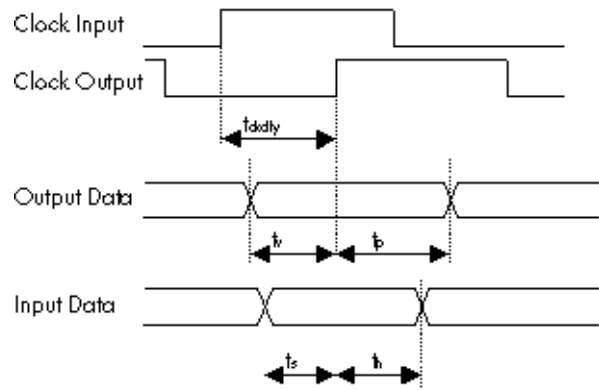 Clock Input
Clock Output
tclkdly
Output Data
tv
tp
Input Data
ts
th